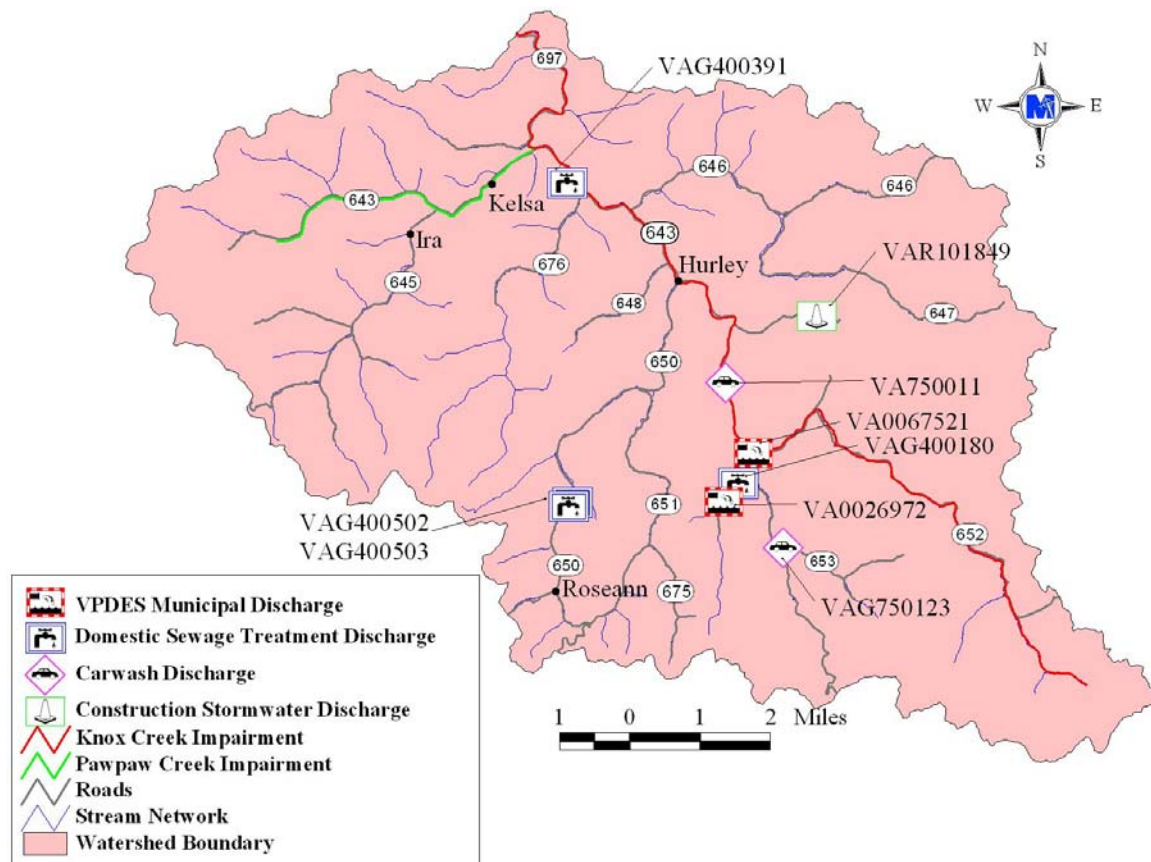 697
VAG400391
N
W E
S
646
646
643
Kelsa
643
Ira
676
Hurley
VAR101849
645
648
647
650
VA750011
VA0067521
VAG400180
651
VAG400502
VA0026972
VAG400503
652
650
653
Roseann
675
VAG750123
VPDES Municipal Discharge
Domestic Sewage Treatment Discharge
Carwash Discharge
Construction Stormwater Discharge
Knox Creek Impairment
Pawpaw Creek Impairment
Roads
Stream Network
Watershed Boundary
1 0 1 2 Miles